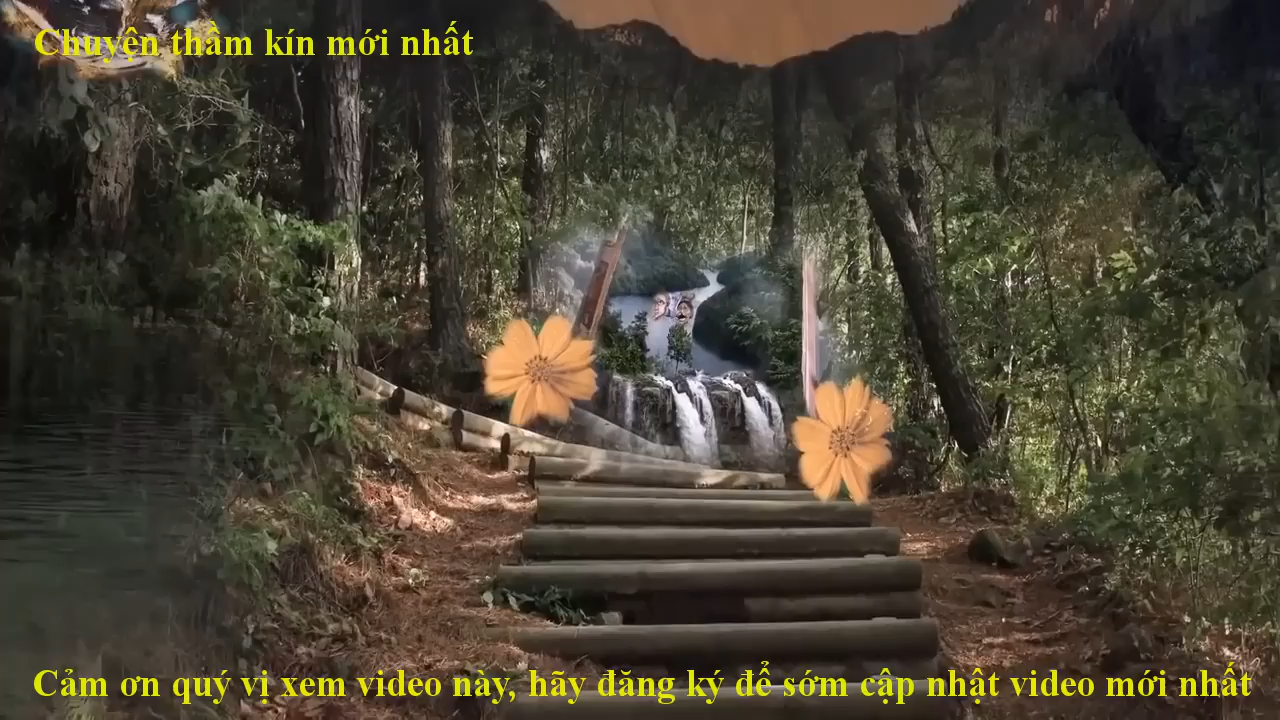 Chuyện thầm kín mới nhất
Cảm ơn quý vị xem video này, hãy đăng ký để sớm cập nhật video mới nhất